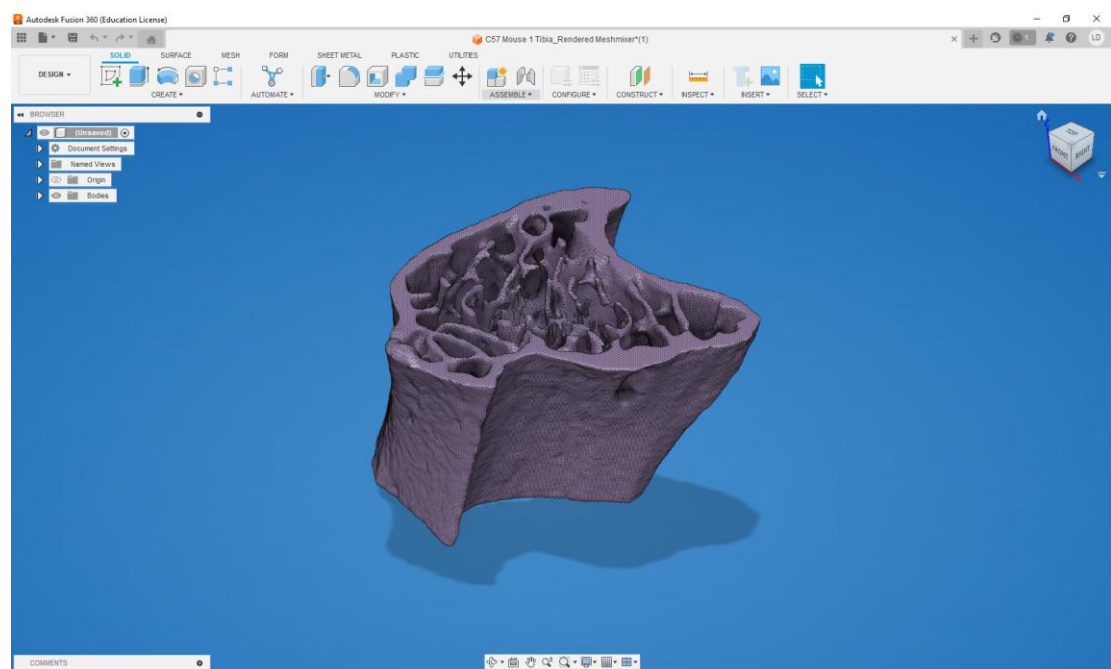 Autodesk Fusion 360 (Education License)
C57 Mouse 1 Tibia_Rendered Meshmixer*(1)
1
LD
SOLID SURFACE MESH FORM SHEET METAL PLASTIC UTILITIES
DESIGN
CREATE AUTOMATE MODIFY ASSEMBLE CONFIGURE CONSTRUCT INSPECT INSERT SELECT
BROWSER
(Unsaved)
Document Settings
Named Views
Origin
Bodies
TOP
FRONT RIGHT
COMMENTS